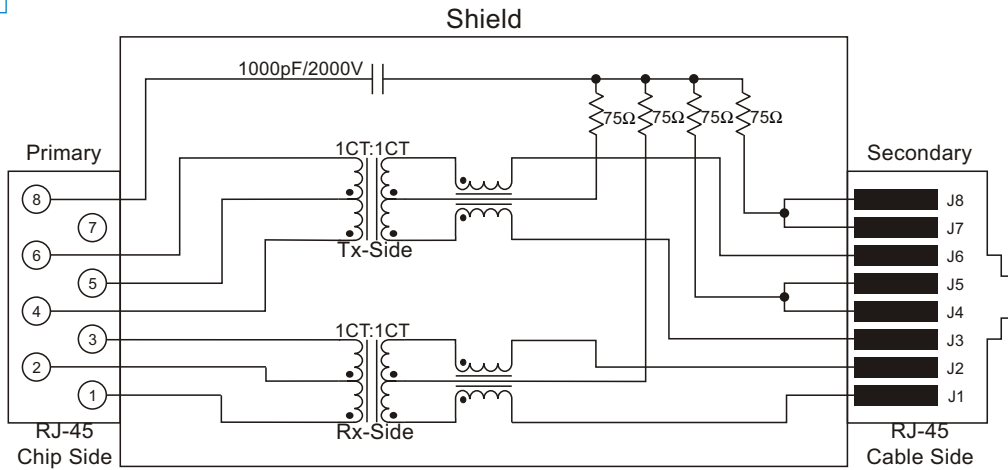 Shield
1000pF/2000V
75Ω 75Ω 75Ω 75Ω
Primary
1CT:1CT
Secondary
8
J8
7
J7
6
Tx-Side
J6
5
J5
4
J4
3
1CT:1CT
J3
2
J2
1
J1
RJ-45
Chip Side
Rx-Side
RJ-45
Cable Side